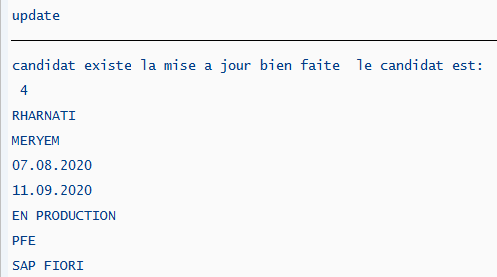 update
candidat existe la mise a jour bien faite  le candidat est:
4
RHARNATI
MERYEM
07.08.2020
11.09.2020
EN PRODUCTION
PFE
SAP FIORI